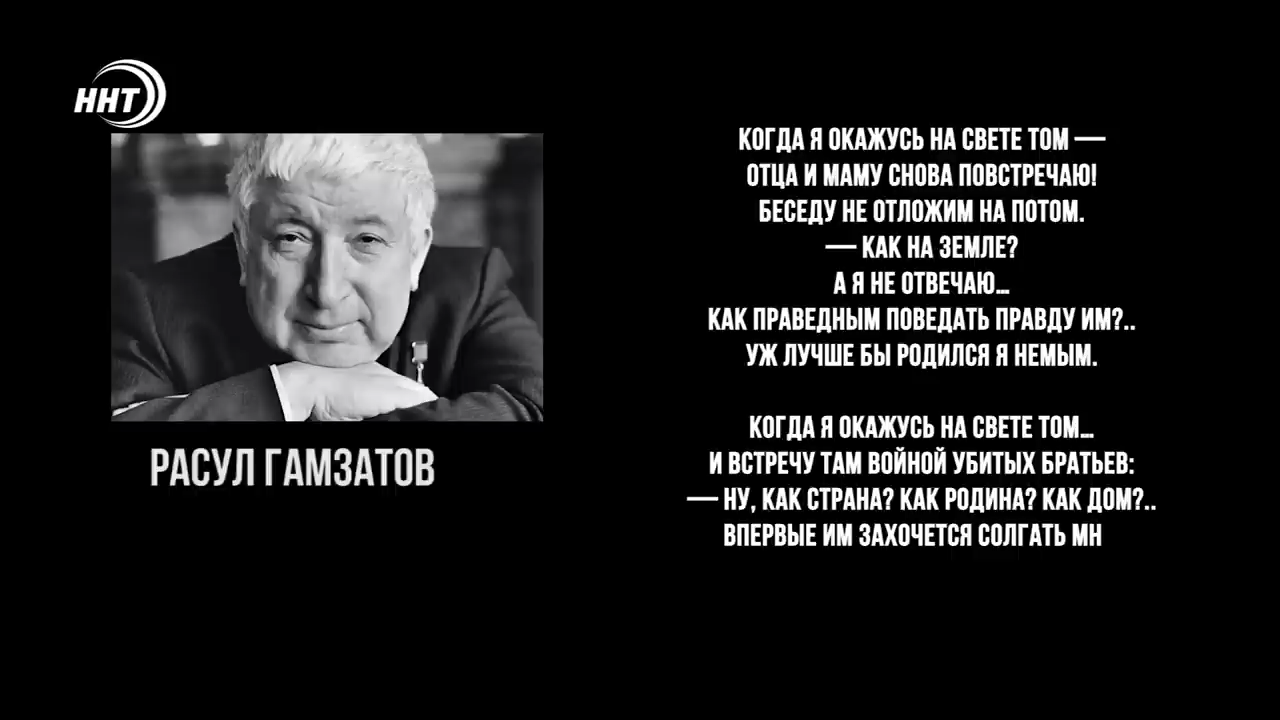 ННТ
РАСУЛ ГАМЗАТОВ
КОГДА Я ОКАЖУСЬ НА СВЕТЕ ТОМ —
ОТЦА И МАМУ СНОВА ПОВСТРЕЧАЮ!
БЕСЕДУ НЕ ОТЛОЖИМ НА ПОТОМ.
— КАК НА ЗЕМЛЕ?
А Я НЕ ОТВЕЧАЮ...
КАК ПРАВЕДНЫМ ПОВЕДАТЬ ПРАВДУ ИМ?..
УЖ ЛУЧШЕ БЫ РОДИЛСЯ Я НЕМЫМ.
КОГДА Я ОКАЖУСЬ НА СВЕТЕ ТОМ...
И ВСТРЕЧУ ТАМ ВОЙНОЙ УБИТЫХ БРАТЬЕВ:
— НУ, КАК СТРАНА? КАК РОДИНА? КАК ДОМ?..
ВПЕРВЫЕ ИМ ЗАХОЧЕТСЯ СОЛГАТЬ МН